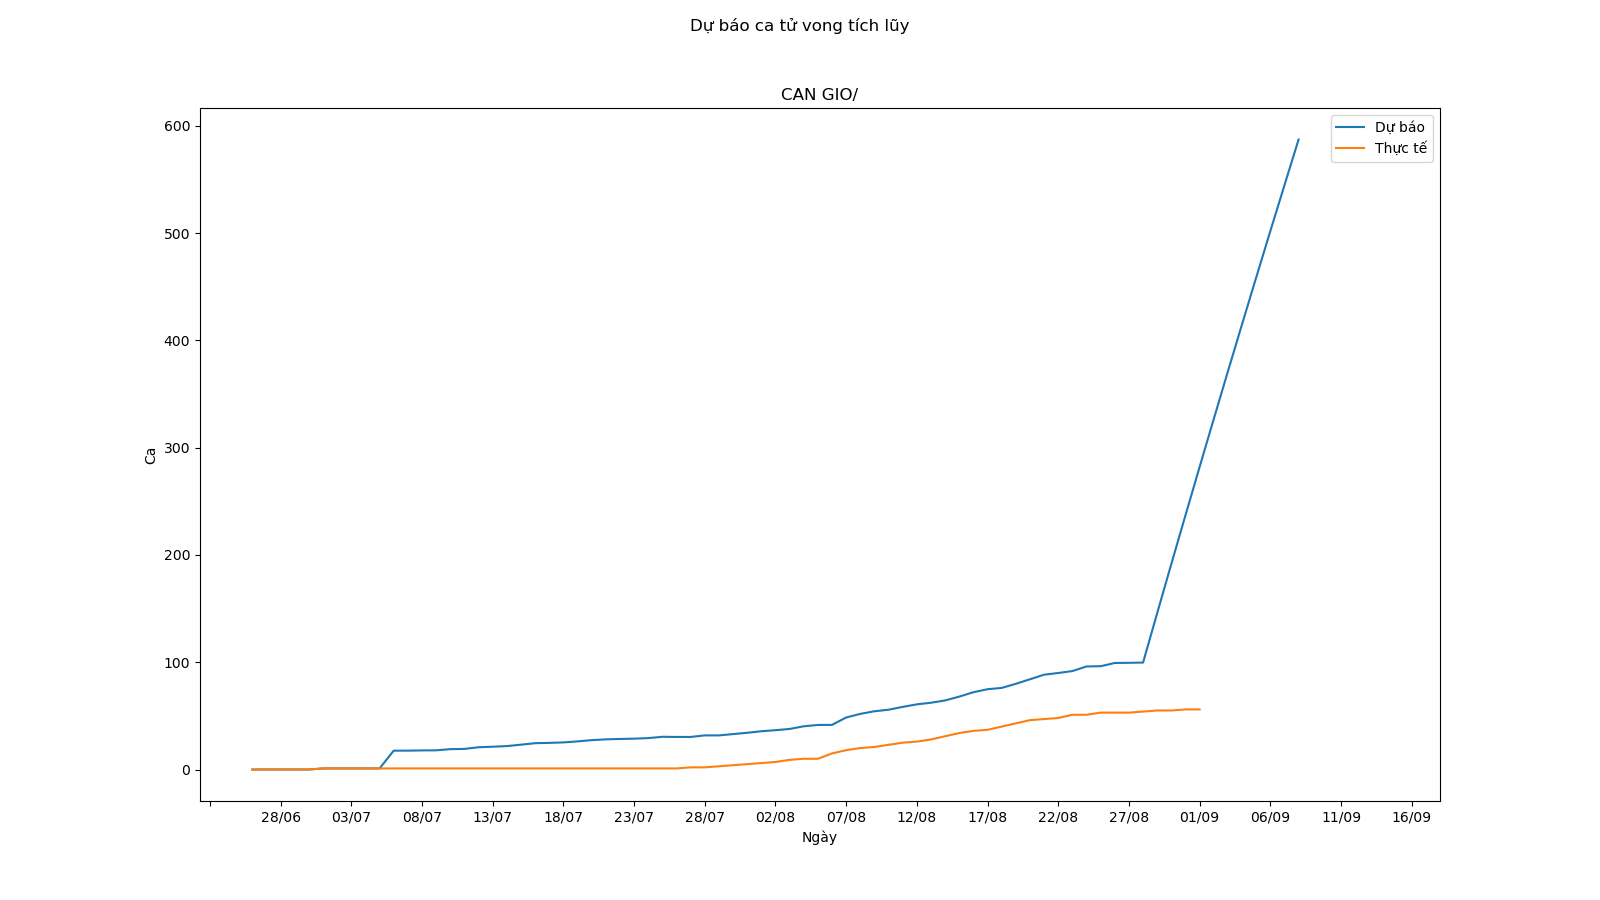 Dự báo ca tử vong tích lũy
CAN GIO/
Dự báo
Thực tế
600
500
400
300
200
100
0
Ca
28/06 03/07 08/07 13/07 18/07 23/07 28/07 02/08 07/08 12/08 17/08 22/08 27/08 01/09 06/09 11/09 16/09
Ngày